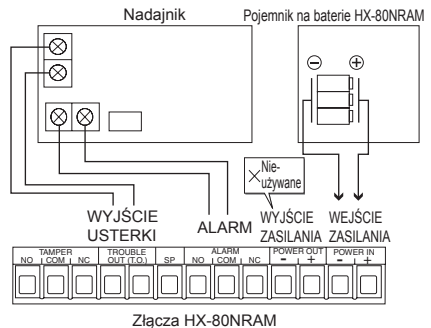 Nadajnik
Pojemnik na baterie HX-80NRAM
− +
Nie-
używane
WYJŚCIE
USTERKI
ALARM
WYJŚCIE
ZASILANIA
WEJŚCIE
ZASILANIA
TAMPER TROUBLE ALARM POWER OUT POWER IN
NO COM NC OUT (T.O.) SP NO COM NC - + - +
Złącza HX-80NRAM